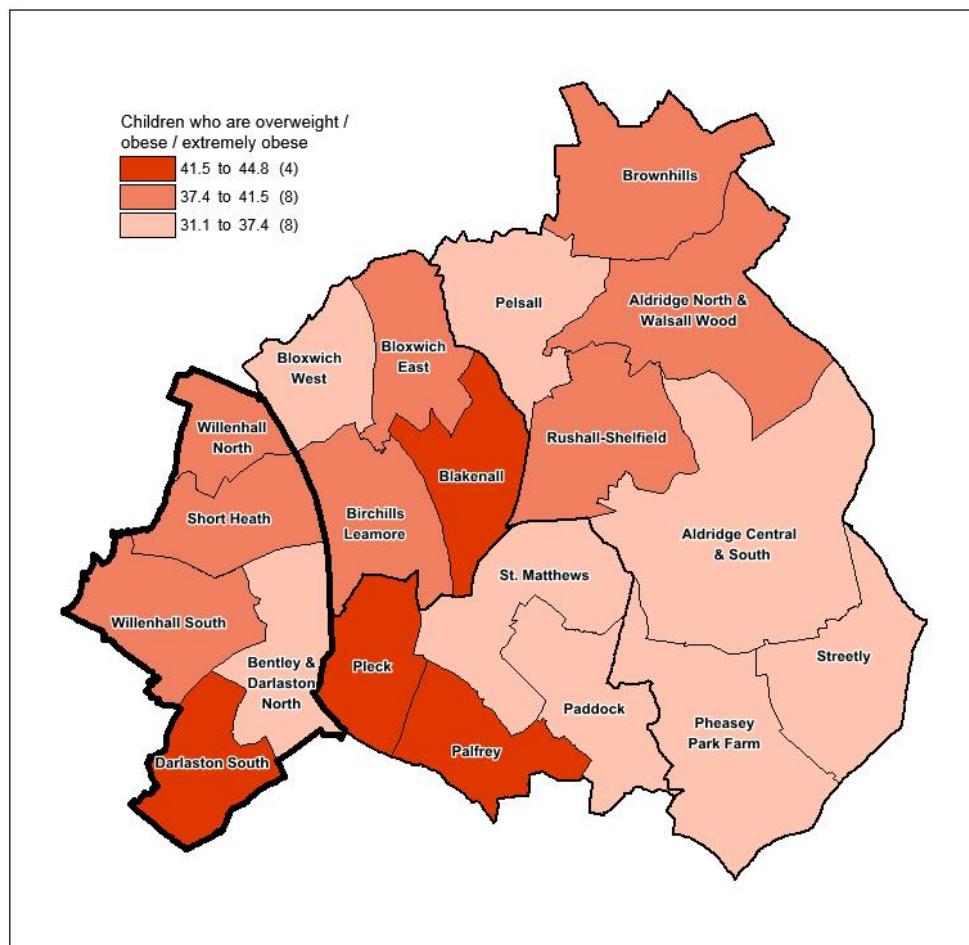 Children who are overweight /
obese / extremely obese
41.5 to 44.8 (4)
37.4 to 41.5 (8)
31.1 to 37.4 (8)
Brownhills
Pelsall
Aldridge North &
Walsall Wood
Bloxwich
West
Bloxwich
East
Willenhall
North
Rushall-Shelfield
Blakenall
Short Heath
Birchills
Leamore
Aldridge Central
& South
St. Matthews
Willenhall South
Bentley &
Darlaston
North
Pleck
Streetly
Paddock
Pheasey
Park Farm
Palfrey
Darlaston South